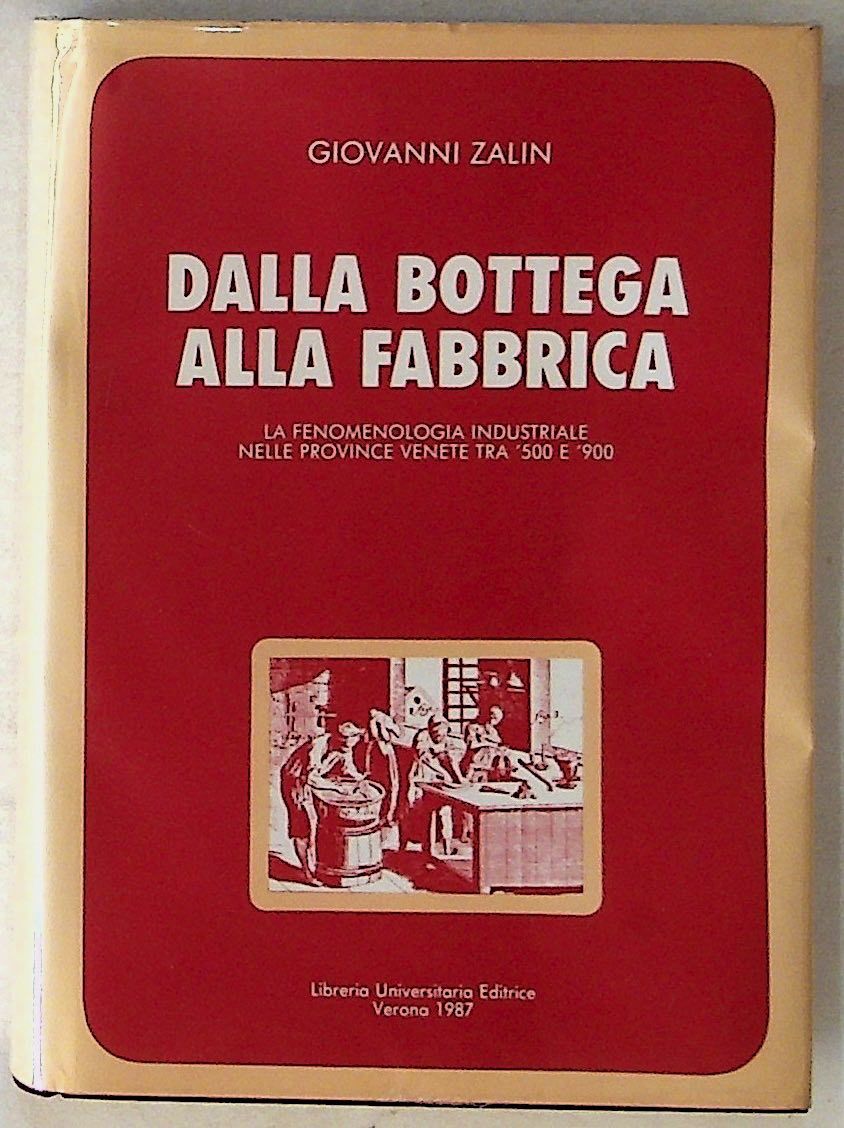 GIOVANNI ZALIN
DALLA BOTTEGA
ALLA FABBRICA
LA FENOMENOLOGIA INDUSTRIALE
NELLE PROVINCE VENETE TRA '500 E '900
Libreria Universitaria Editrice
Verona 1987